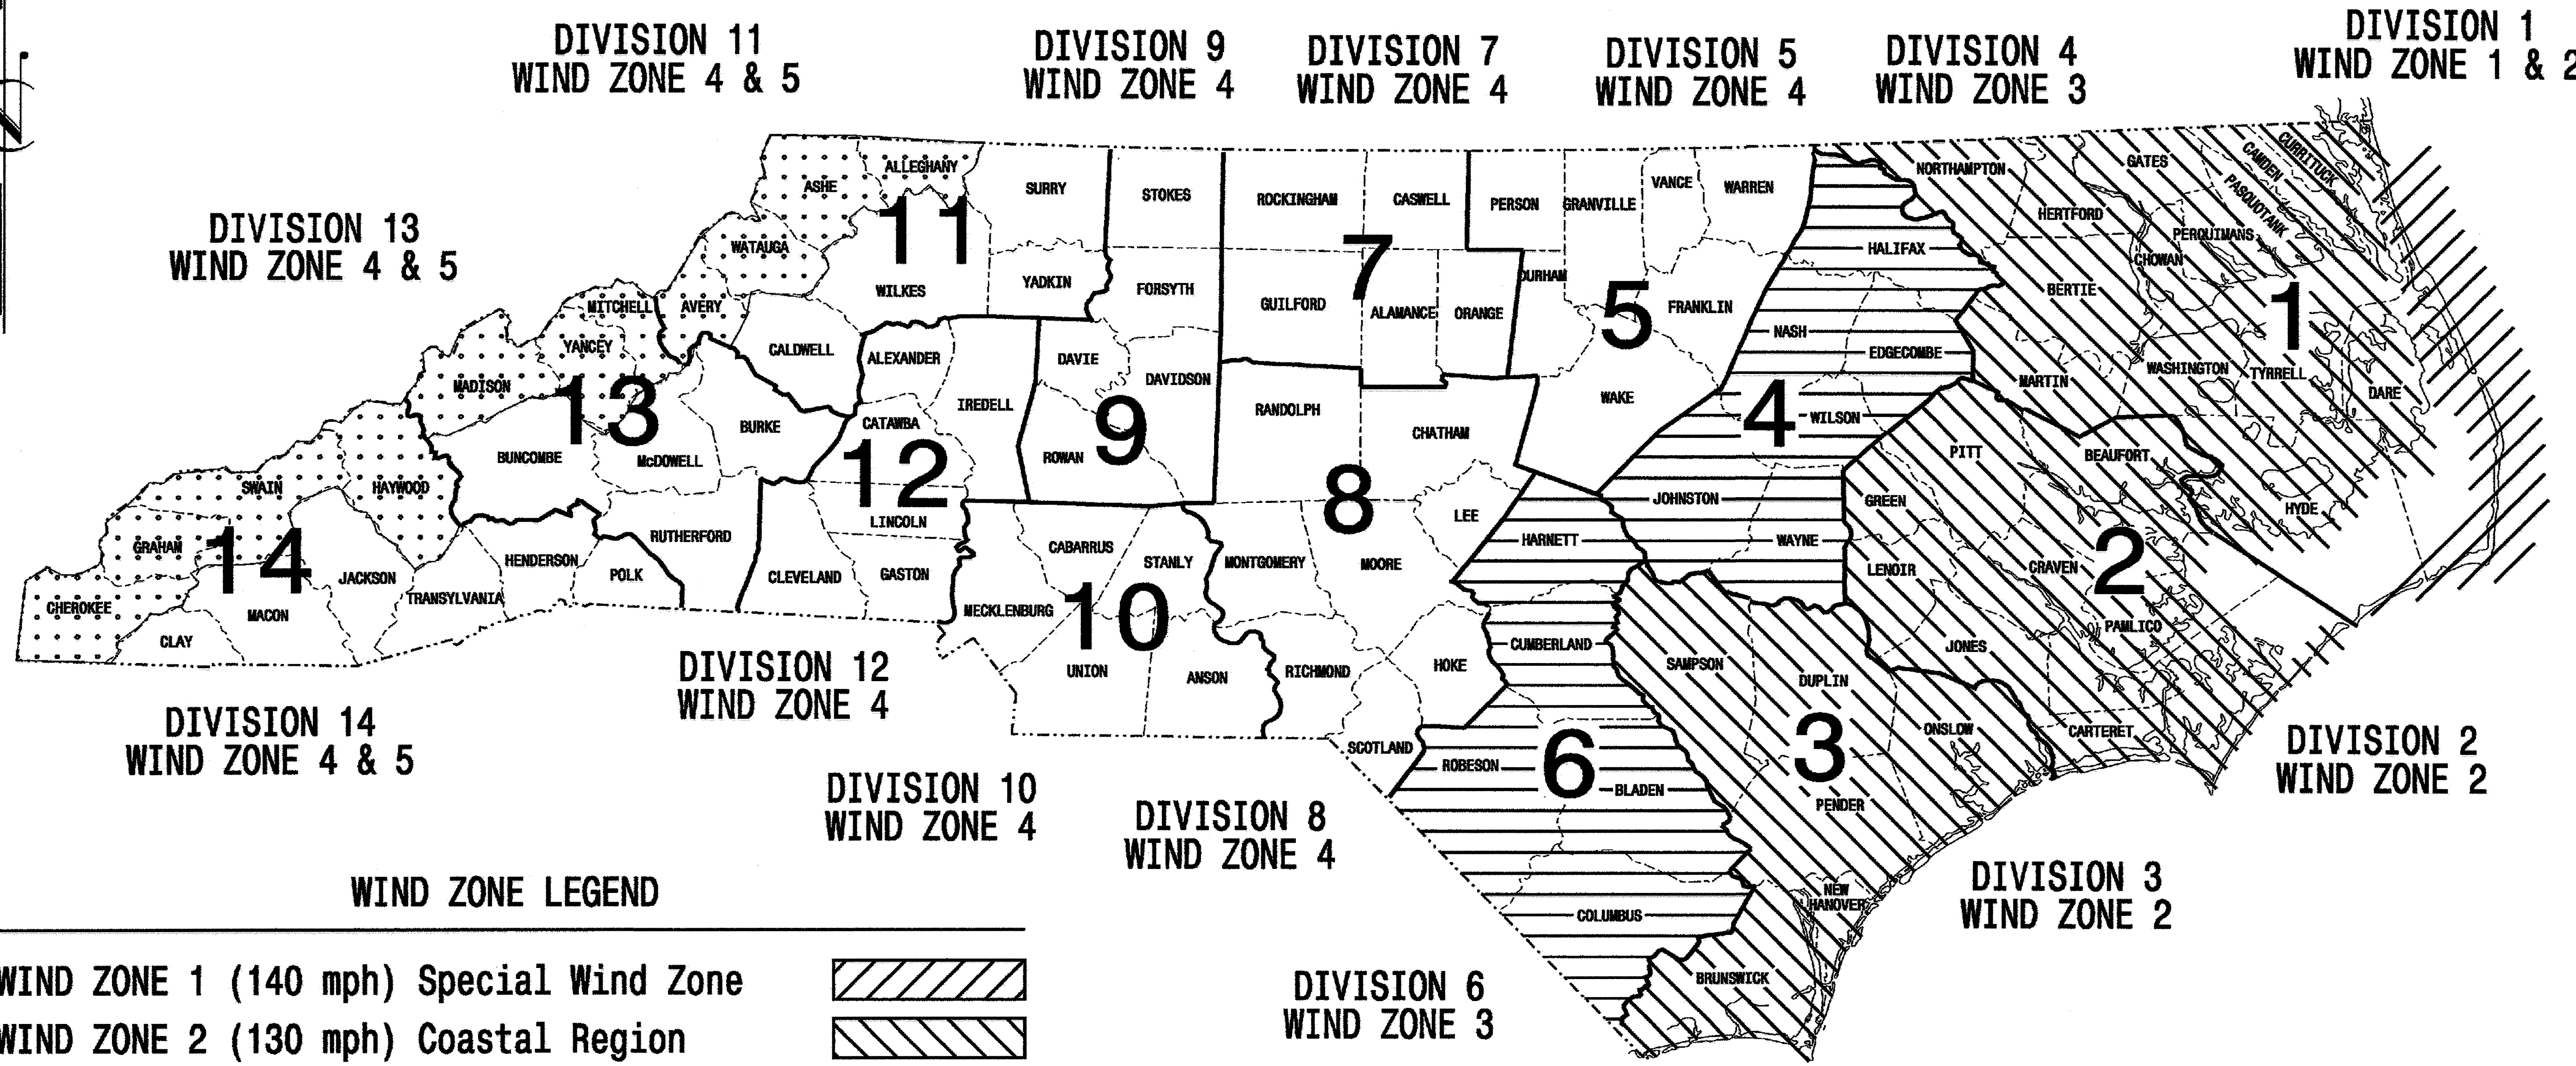 DIVISION 11
WIND ZONE 4 & 5
DIVISION 9
WIND ZONE 4
DIVISION 7
WIND ZONE 4
DIVISION 5
WIND ZONE 4
DIVISION 4
WIND ZONE 3
DIVISION 1
WIND ZONE 1 & 2
DIVISION 13
WIND ZONE 4 & 5
ASHE
ALLEGHANY
SURRY
STOKES
ROCKINGHAM
CASWELL
PERSON
GRANVILLE
VANCE
WARREN
NORTHAMPTON
GATES
CAMDEN
CURRITUCK
PASQUOTANK
HERTFORD
PERQUIMANS
CHOWAN
HALIFAX
WATAUGA
11
WILKES
YADKIN
FORSYTH
7
GUILFORD
ALAMANCE
ORANGE
DURHAM
5
FRANKLIN
NASH
EDGECOMBE
BERTIE
1
MITCHELL
AVERY
YANCEY
CALDWELL
ALEXANDER
DAVIE
DAVIDSON
MARTIN
WASHINGTON
TYRRELL
DARE
MADISON
13
BURKE
CATAWBA
IREDELL
9
ROWAN
RANDOLPH
CHATHAM
WAKE
4
WILSON
PITT
BEAUFORT
BUNCOMBE
McDOWELL
12
SWAIN
HAYWOOD
LINCOLN
8
LEE
JOHNSTON
GREEN
HYDE
GRAHAM
14
JACKSON
HENDERSON
RUTHERFORD
POLK
CLEVELAND
GASTON
CABARRUS
STANLY
MONTGOMERY
MOORE
HARNETT
WAYNE
LENOIR
CRAVEN
2
CHEROKEE
MACON
CLAY
TRANSYLVANIA
MECKLENBURG
10
UNION
ANSON
RICHMOND
HOKE
CUMBERLAND
SAMPSON
DUPLIN
JONES
PAMLICO
SCOTLAND
ROBESON
6
BLADEN
3
PENDER
ONSLOW
CARTERET
COLUMBUS
NEW
HANOVER
BRUNSWICK
DIVISION 12
WIND ZONE 4
DIVISION 14
WIND ZONE 4 & 5
DIVISION 10
WIND ZONE 4
DIVISION 8
WIND ZONE 4
DIVISION 2
WIND ZONE 2
DIVISION 3
WIND ZONE 2
DIVISION 6
WIND ZONE 3
WIND ZONE LEGEND
WIND ZONE 1 (140 mph) Special Wind Zone
WIND ZONE 2 (130 mph) Coastal Region